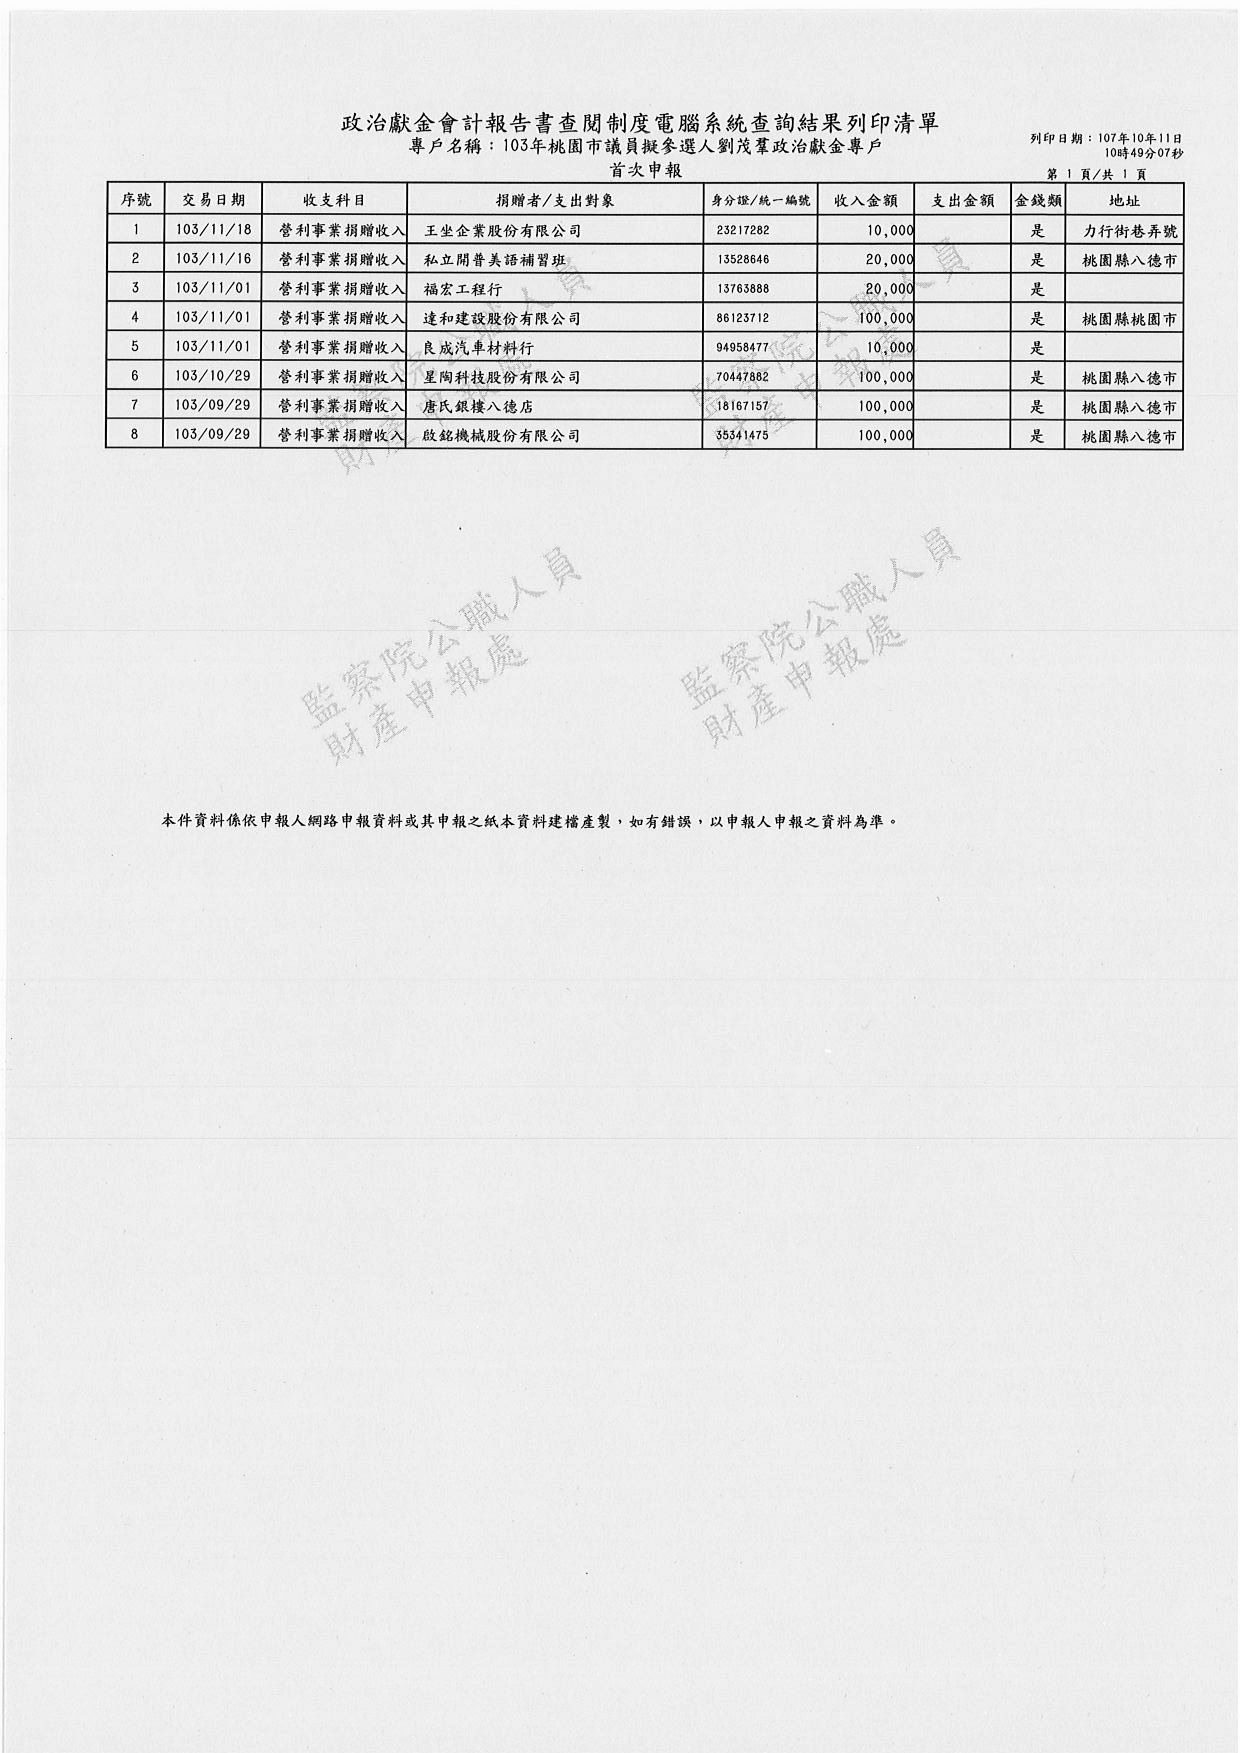 政治獻金會計報告書查閱制度電腦系統查詢結果列印清單
專戶名稱：103年桃園市議員擬參選人劉茂羣政治獻金專戶
列印日期：107年10年11日
10時49分07秒
首次申報
第 1 頁/共 1 頁
序號 交易日期 收支科目 捐贈者/支出對象 身分證/統一編號 收入金額 支出金額 金錢類 地址
1 103/11/18 營利事業捐贈收入 王坐企業股份有限公司 23217282 10,000 是 力行街巷弄號
2 103/11/16 營利事業捐贈收入 私立開普美語補習班 13528646 20,000 是 桃園縣八德市
3 103/11/01 營利事業捐贈收入 福宏工程行 13763888 20,000 是
4 103/11/01 營利事業捐贈收入 達和建設股份有限公司 86123712 100,000 是 桃園縣桃園市
5 103/11/01 營利事業捐贈收入 良成汽車材料行 94958477 10,000 是
6 103/10/29 營利事業捐贈收入 星陶科技股份有限公司 70447882 100,000 是 桃園縣八德市
7 103/09/29 營利事業捐贈收入 唐氏銀樓八德店 18167157 100,000 是 桃園縣八德市
8 103/09/29 營利事業捐贈收入 啟銘機械股份有限公司 35341475 100,000 是 桃園縣八德市
監察院公職人員
財產申報處
監察院公職人員
財產申報處
監察院公職人員
財產申報處
監察院公職人員
財產申報處
本件資料係依申報人網路申報資料或其申報之紙本資料建檔產製，如有錯誤，以申報人申報之資料為準。